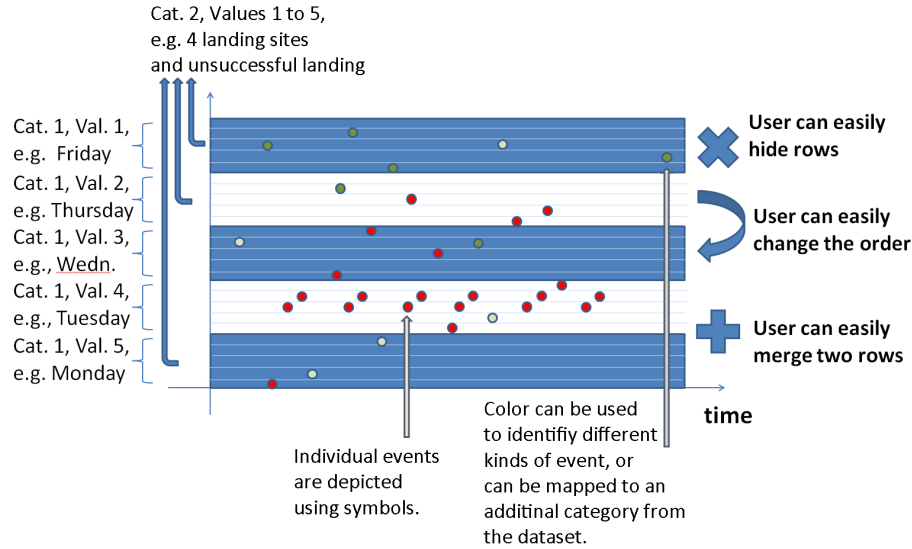 Cat. 2, Values 1 to 5,
e.g. 4 landing sites
and unsuccessful landing
Cat. 1, Val. 1,
e.g.  Friday
Cat. 1, Val. 2,
e.g. Thursday
Cat. 1, Val. 3,
e.g., Wedn.
Cat. 1, Val. 4,
e.g., Tuesday
Cat. 1, Val. 5,
e.g. Monday
User can easily
hide rows
User can easily
change the order
User can easily
merge two rows
time
Individual events
are depicted
using symbols.
Color can be used
to identifiy different
kinds of event, or
can be mapped to an
additinal category from
the dataset.